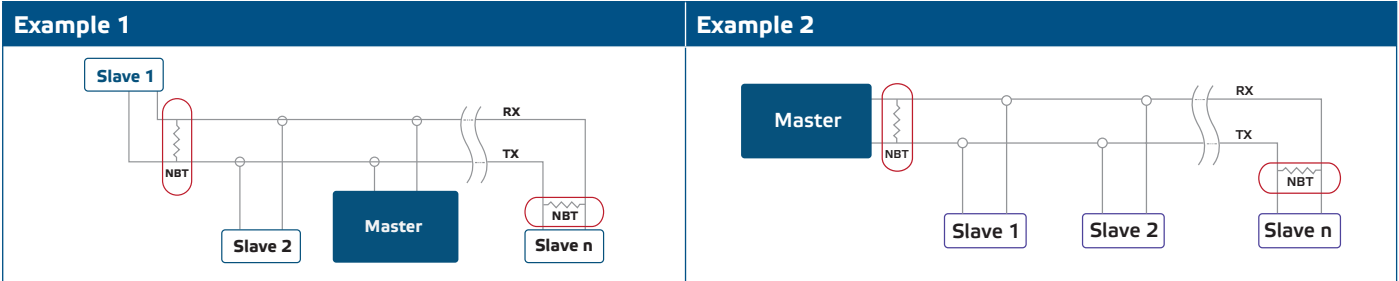 Example 1
Slave 1
RX
TX
NBT
NBT
Slave 2
Master
Slave n
Example 2
Master
RX
TX
NBT
NBT
Slave 1
Slave 2
Slave n